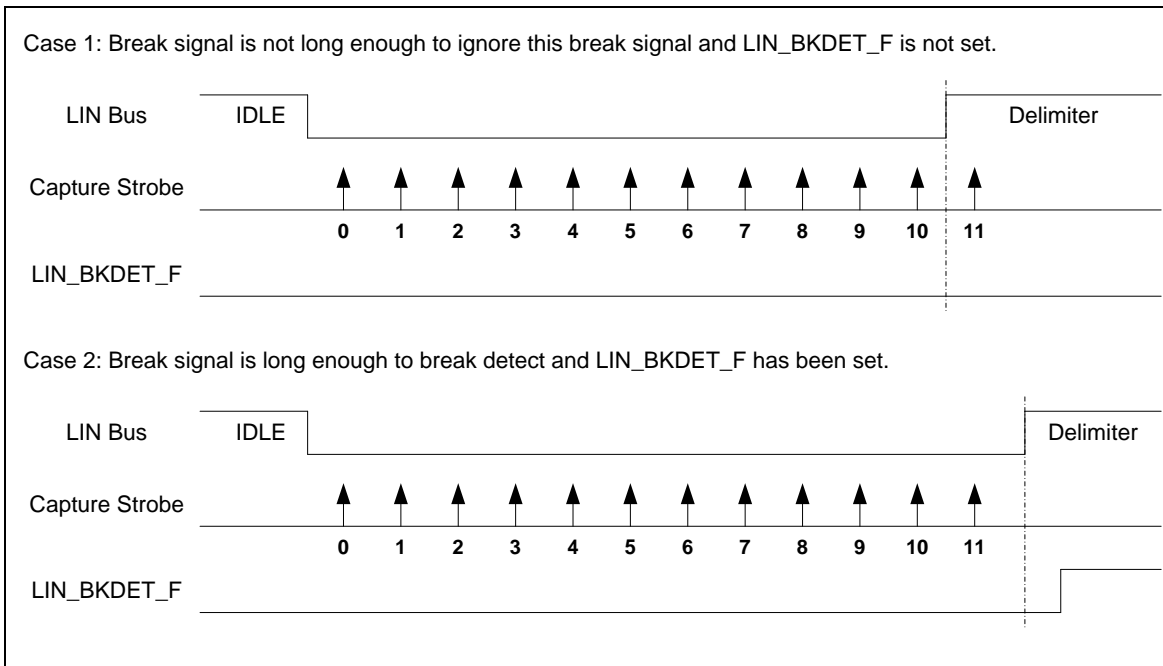 Case 1: Break signal is not long enough to ignore this break signal and LIN_BKDET_F is not set.
LIN Bus IDLE Delimiter
Capture Strobe
0 1 2 3 4 5 6 7 8 9 10 11
LIN_BKDET_F
Case 2: Break signal is long enough to break detect and LIN_BKDET_F has been set.
LIN Bus IDLE Delimiter
Capture Strobe
0 1 2 3 4 5 6 7 8 9 10 11
LIN_BKDET_F